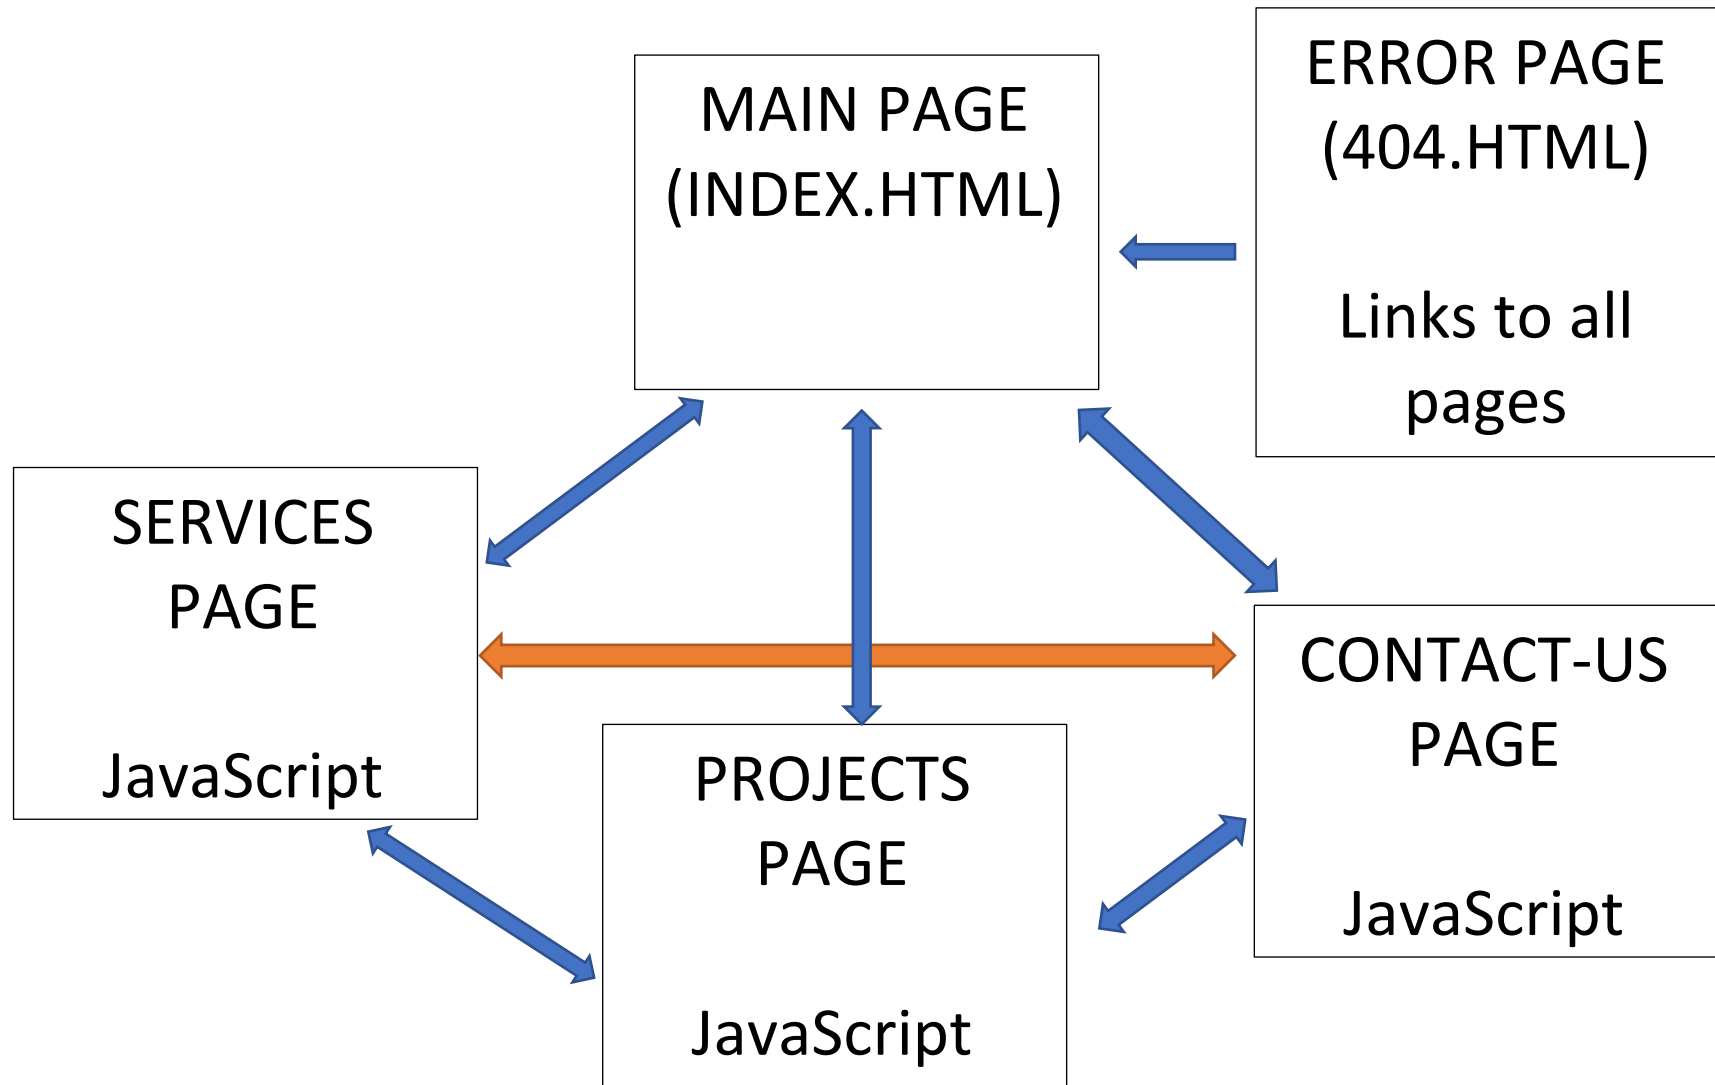 MAIN PAGE
(INDEX.HTML)
ERROR PAGE
(404.HTML)
Links to all
pages
SERVICES
PAGE
JavaScript
PROJECTS
PAGE
JavaScript
CONTACT-US
PAGE
JavaScript